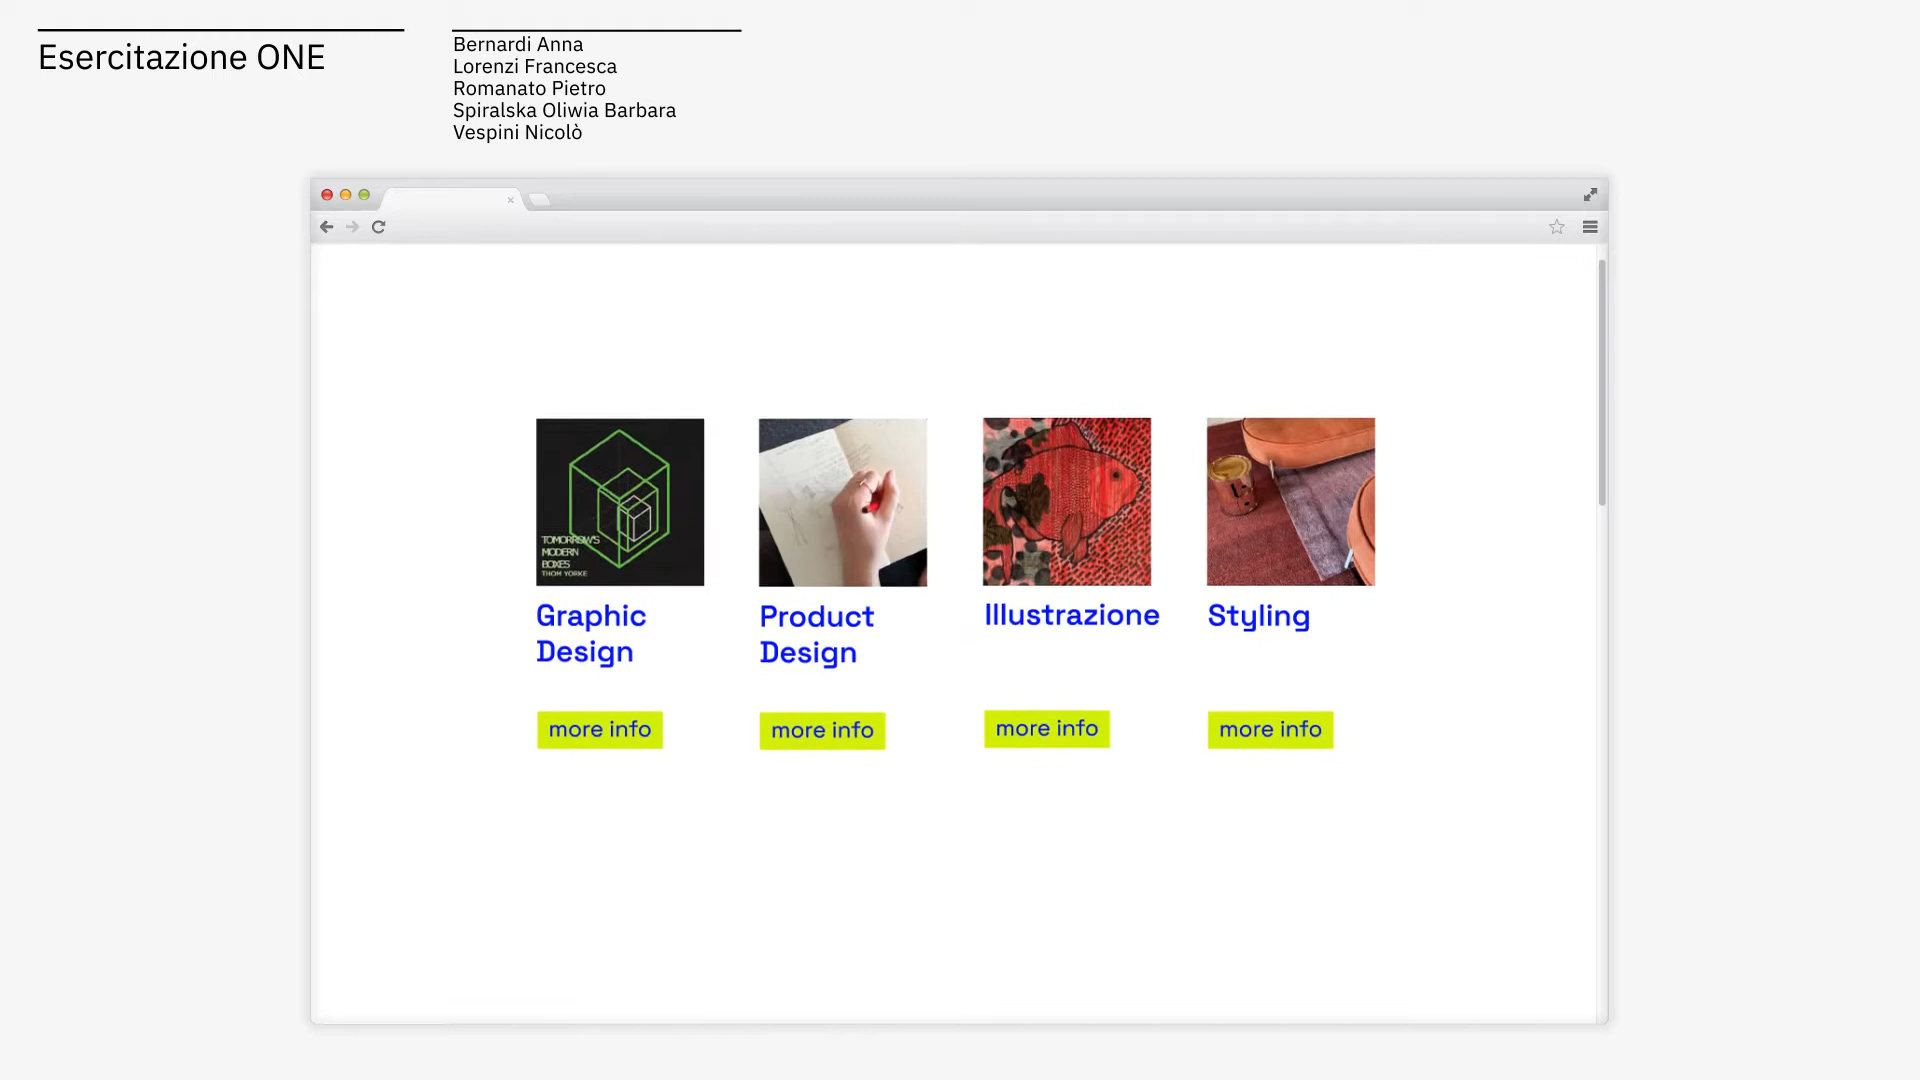 Esercitazione ONE
Bernardi Anna
Lorenzi Francesca
Romanato Pietro
Spiralska Oliwia Barbara
Vespini Nicolò
TOMORROW'S
MODERN
BOXES
THOM YORKE
Graphic
Design
more info
Product
Design
more info
Illustrazione
more info
Styling
more info